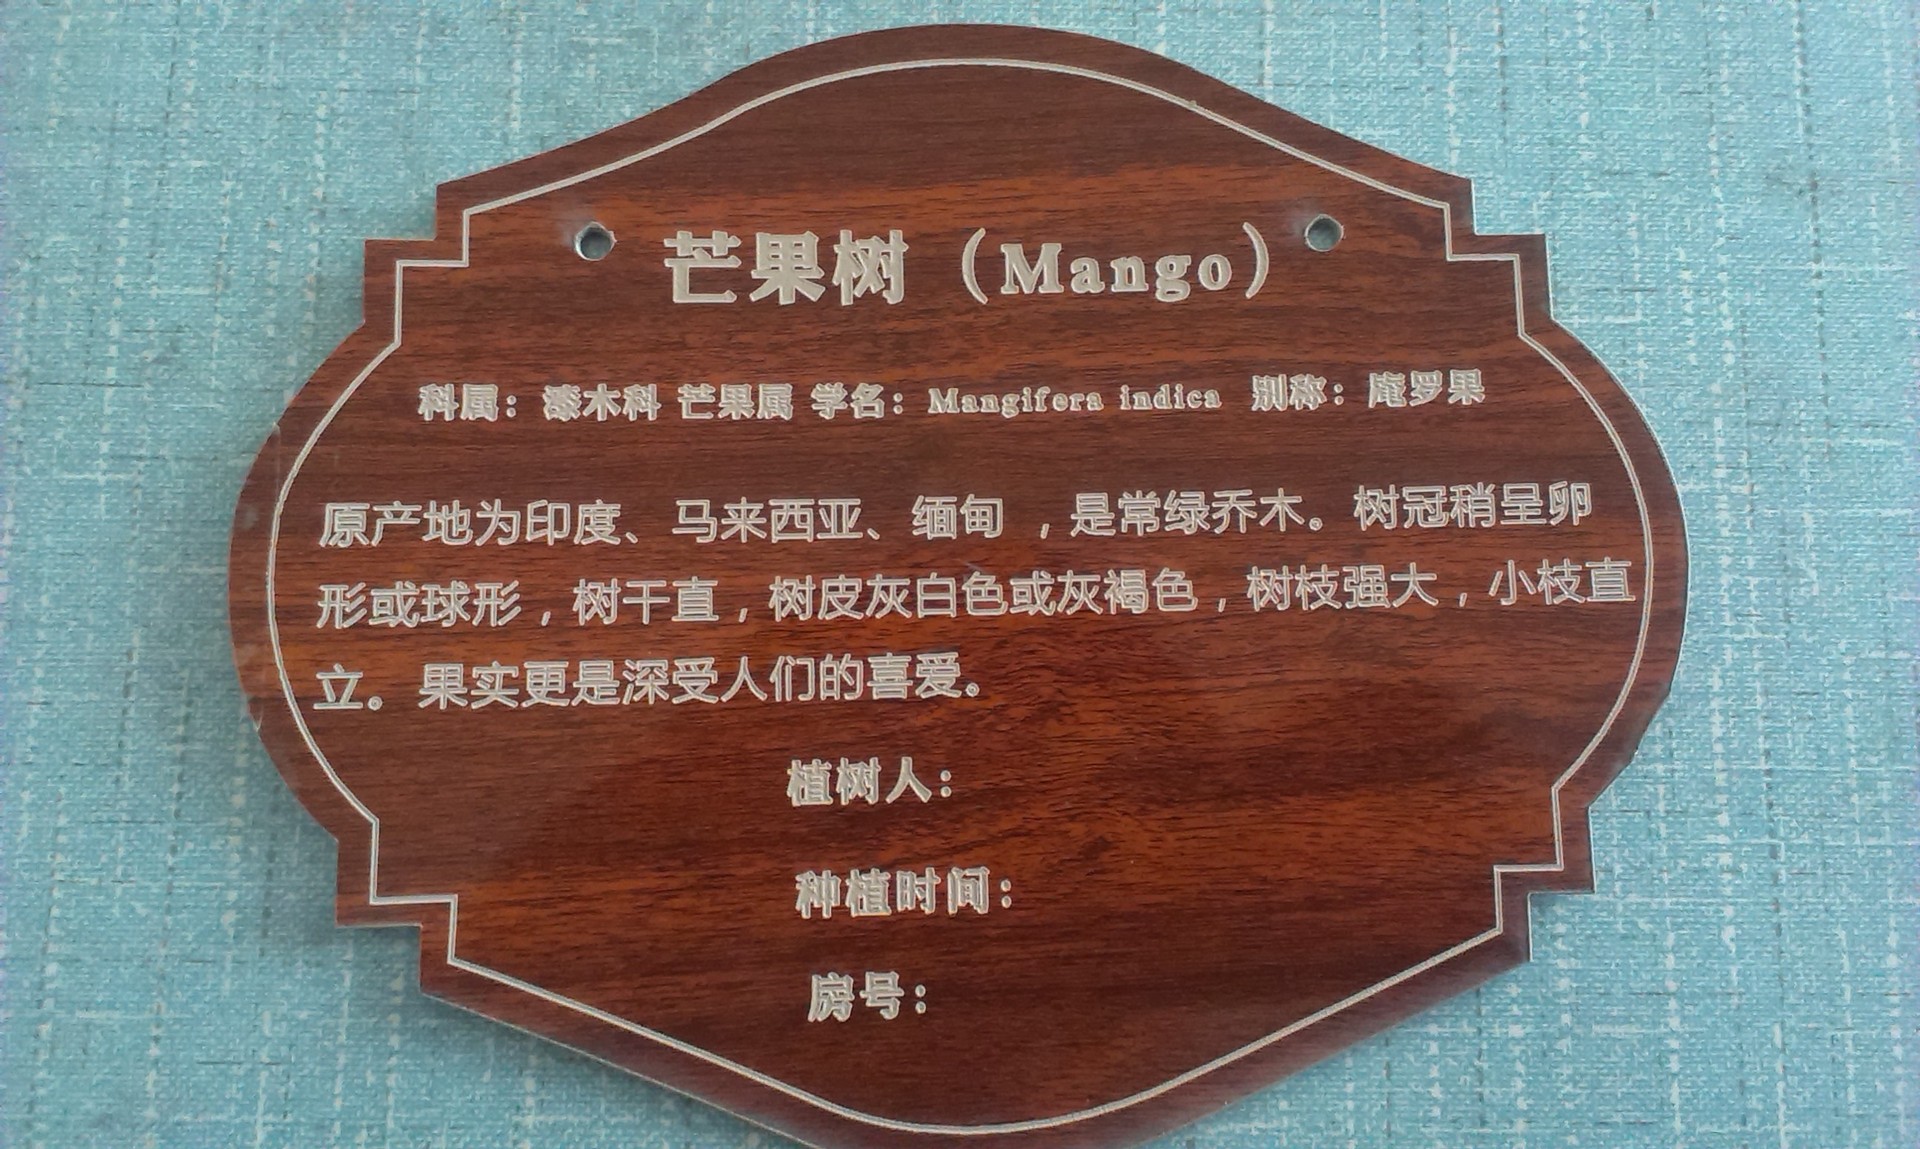 芒果树（Mango）
科属：漆木科 芒果属 学名：Mangifera indica 别称：庵罗果
原产地为印度、马来西亚、缅甸，是常绿乔木。树冠稍呈卵
形或球形，树干直，树皮灰白色或灰褐色，树枝强大，小枝直
立。果实更是深受人们的喜爱。
植树人：
种植时间：
房号：